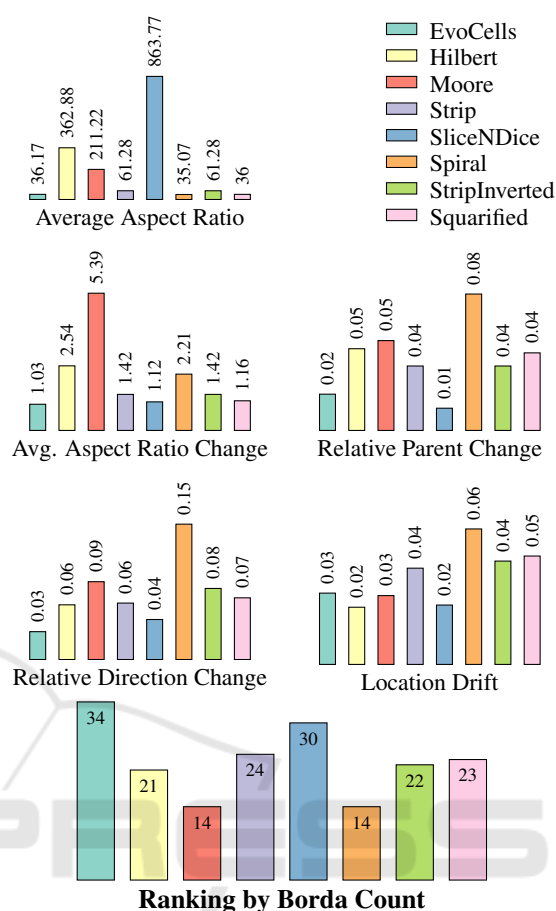 EvoCells
Hilbert
Moore
Strip
SliceNDice
Spiral
StripInverted
Squarified
36.17 362.88 211.22 61.28 863.77 35.07 61.28 36
Average Aspect Ratio
1.03 2.54 5.39 1.42 1.12 2.21 1.42 1.16
Avg. Aspect Ratio Change
0.02 0.05 0.05 0.04 0.01 0.08 0.04 0.04
Relative Parent Change
0.03 0.06 0.09 0.06 0.04 0.15 0.08 0.07
Relative Direction Change
0.03 0.02 0.03 0.04 0.02 0.06 0.04 0.05
Location Drift
34 21 14 24 30 14 22 23
Ranking by Borda Count
PRESS